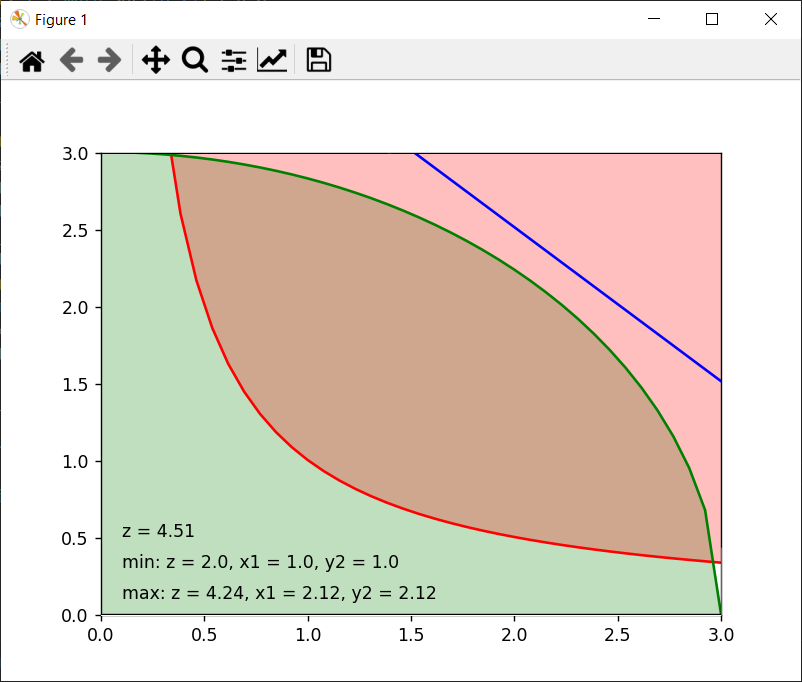 Figure 1
3.0
2.5
2.0
1.5
1.0
0.5
0.0
z = 4.51
min: z = 2.0, x1 = 1.0, y2 = 1.0
max: z = 4.24, x1 = 2.12, y2 = 2.12
0.0 0.5 1.0 1.5 2.0 2.5 3.0